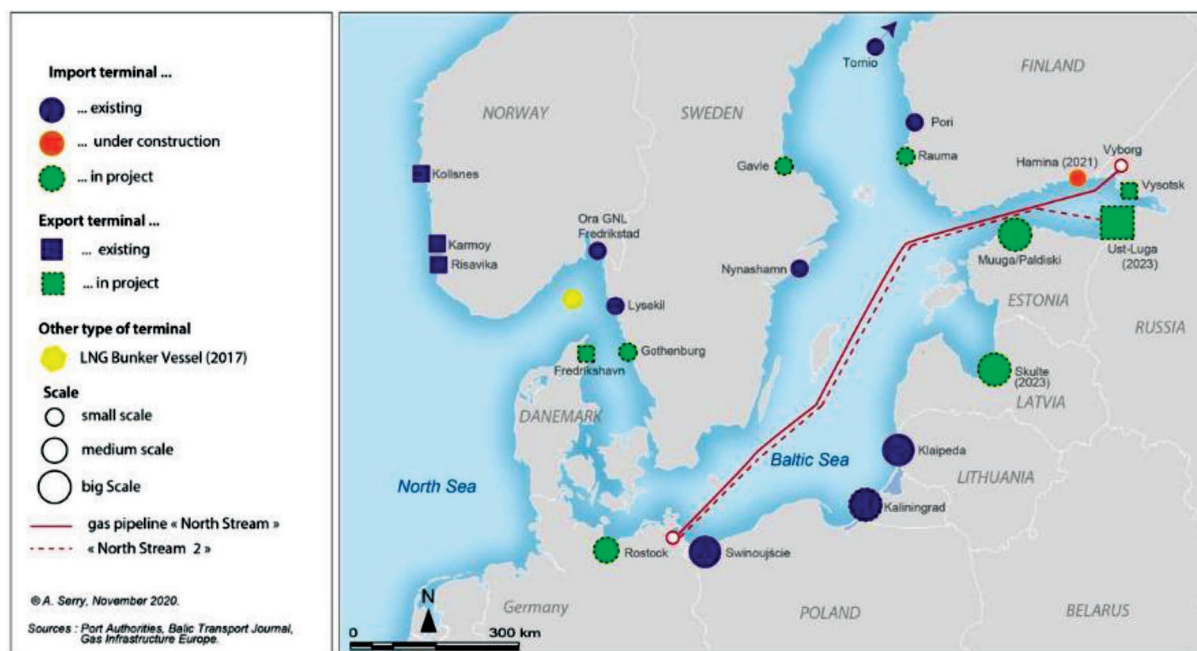 Import terminal ...
... existing
... under construction
... in project
Export terminal ...
... existing
... in project
Other type of terminal
LNG Bunker Vessel (2017)
Scale
small scale
medium scale
big Scale
gas pipeline « North Stream »
« North Stream 2 »
® A. Serry, November 2020.
Sources : Port Authorities, Balic Transport Journal,
Gas Infrastructure Europe.
Tornio
FINLAND
NORWAY
SWEDEN
Pori
Rauma
Gavle
Vyborg
Hamina (2021)
Vysotsk
Kollsnes
Ora GNL
Fredrikstad
Karmoy
Risavika
Nynashamn
Muuga/Paldiski
Ust-Luga
(2023)
Lysekil
ESTONIA
RUSSIA
Gothenburg
Fredrikshavn
Skulte
(2023)
LATVIA
DANEMARK
Klaipeda
Baltic Sea
LITHUANIA
North Sea
Kaliningrad
Rostock
Swinoujście
N
Germany
POLAND
BELARUS
0 300 km